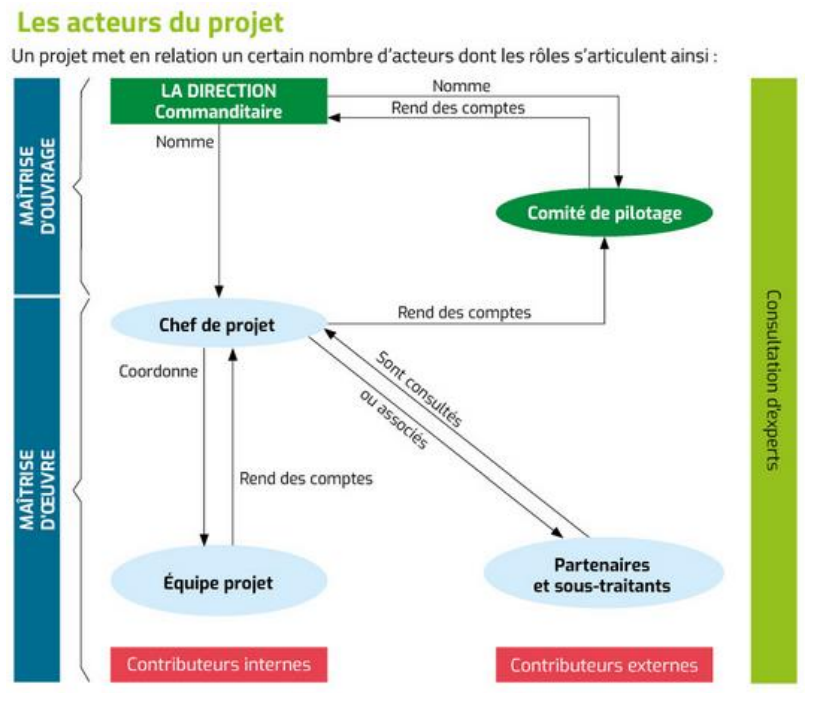 Les acteurs du projet
Un projet met en relation un certain nombre d'acteurs dont les rôles s'articulent ainsi :
MAÎTRISE
D'OUVRAGE
LA DIRECTION
Commanditaire
Nomme
Rend des comptes
Nomme
Comité de pilotage
Consultation d'experts
MAÎTRISE
D'ŒUVRE
Chef de projet
Rend des comptes
Coordonne
Sont consultés
ou associés
Rend des comptes
Équipe projet
Partenaires
et sous-traitants
Contributeurs internes
Contributeurs externes